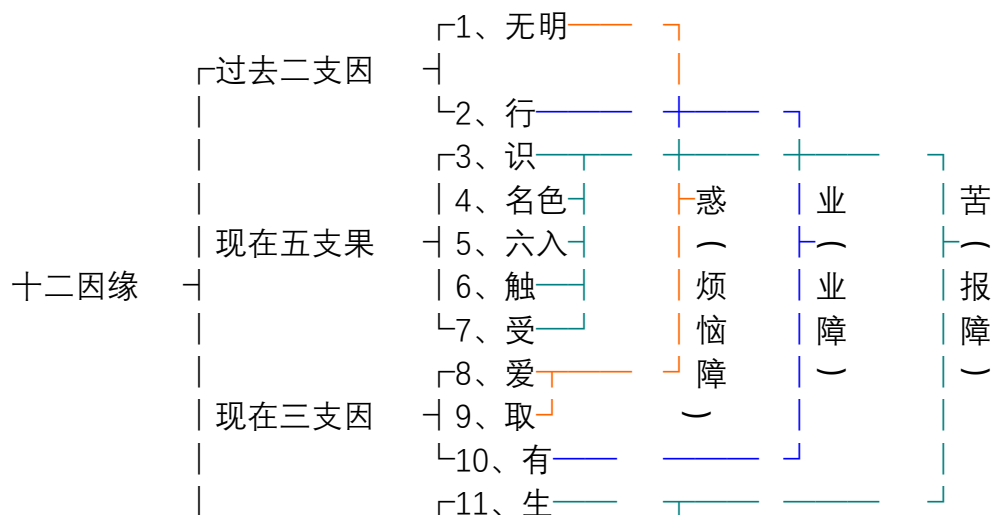 十二因缘
过去二支因
1、无明
2、行
现在五支果
3、识
4、名色
5、六入
6、触
7、受
现在三支因
8、爱
9、取
10、有
11、生
惑（烦恼障）
业（业障）
苦（报障）